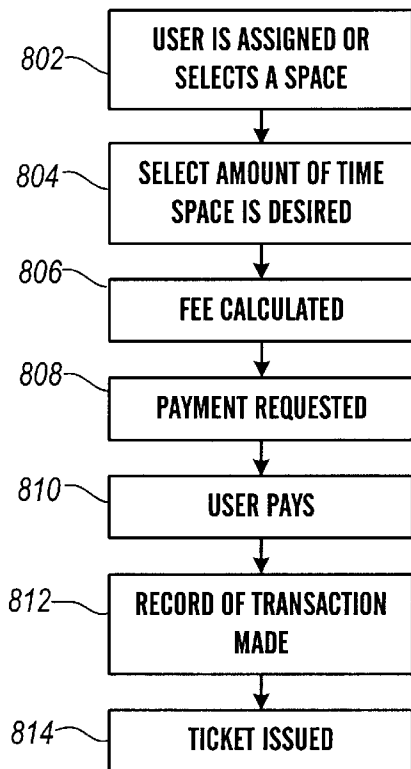 802
USER IS ASSIGNED OR
SELECTS A SPACE
804
SELECT AMOUNT OF TIME
SPACE IS DESIRED
806
FEE CALCULATED
808
PAYMENT REQUESTED
810
USER PAYS
812
RECORD OF TRANSACTION
MADE
814
TICKET ISSUED